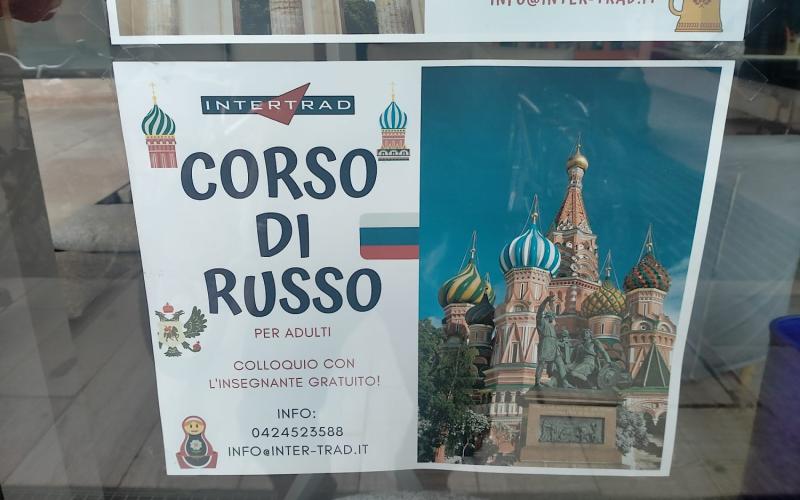 INFO@INTER-TRAD.IT
INTERTRAD
CORSO
DI
RUSSO
PER ADULTI
COLLOQUIO CON
L'INSEGNANTE GRATUITO!
INFO:
0424523588
INFO@INTER-TRAD.IT